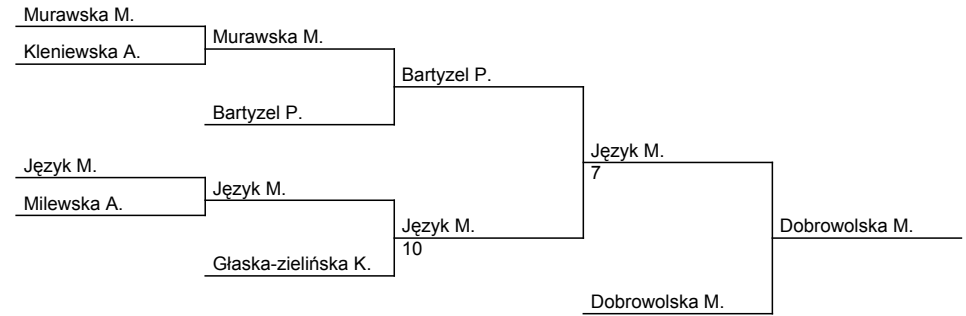 Murawska M.
Kleniewska A.
Murawska M.
Bartyzel P.
Bartyzel P.
Język M.
Milewska A.
Język M.
Głaska-zielińska K.
Język M.
10
Język M.
7
Dobrowolska M.
Dobrowolska M.